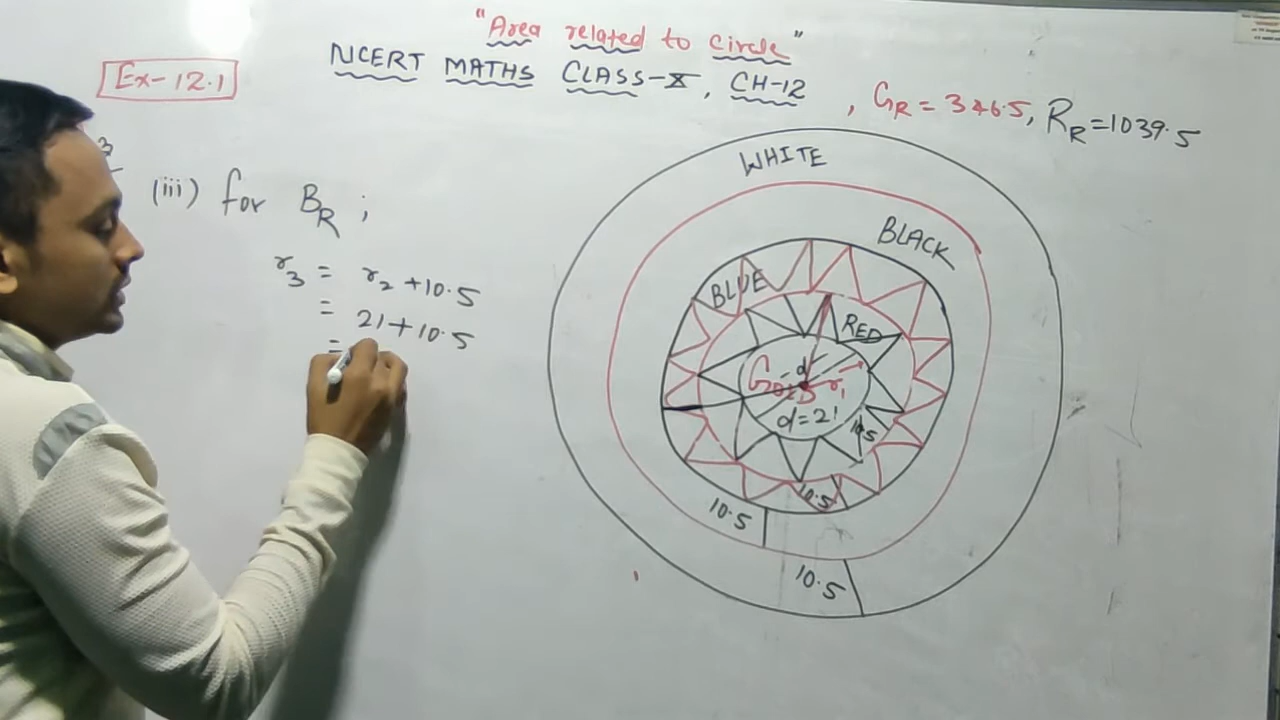 "Area related to Circle"
NCERT MATHS CLASS-X, CH-12
Ex-12.1
, GR = 346.5, RR=1039.5
3
(iii) for BR ;
r3 = r2 +10.5
= 21+10.5
=
WHITE
BLACK
BLUE
RED
d
r1
d=21
10.5
10.5
10.5
10.5